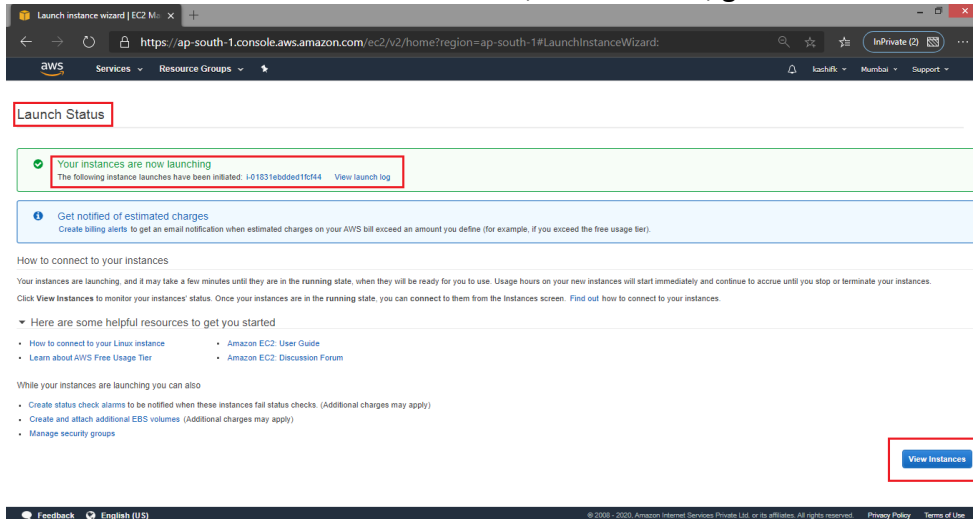 Launch instance wizard | EC2 Ma
https://ap-south-1.console.aws.amazon.com/ec2/v2/home?region=ap-south-1#LaunchInstanceWizard:
InPrivate (2)
aws Services Resource Groups kashifk Mumbai Support
Launch Status
Your instances are now launching
The following instance launches have been initiated: i-01831ebdded1fcf44 View launch log
Get notified of estimated charges
Create billing alerts to get an email notification when estimated charges on your AWS bill exceed an amount you define (for example, if you exceed the free usage tier).
How to connect to your instances
Your instances are launching, and it may take a few minutes until they are in the running state, when they will be ready for you to use. Usage hours on your new instances will start immediately and continue to accrue until you stop or terminate your instances.
Click View Instances to monitor your instances' status. Once your instances are in the running state, you can connect to them from the Instances screen. Find out how to connect to your instances.
Here are some helpful resources to get you started
• How to connect to your Linux instance • Amazon EC2: User Guide
• Learn about AWS Free Usage Tier • Amazon EC2: Discussion Forum
While your instances are launching you can also
• Create status check alarms to be notified when these instances fail status checks. (Additional charges may apply)
• Create and attach additional EBS volumes (Additional charges may apply)
• Manage security groups
View Instances
Feedback English (US) © 2008 - 2020, Amazon Internet Services Private Ltd. or its affiliates. All rights reserved. Privacy Policy Terms of Use